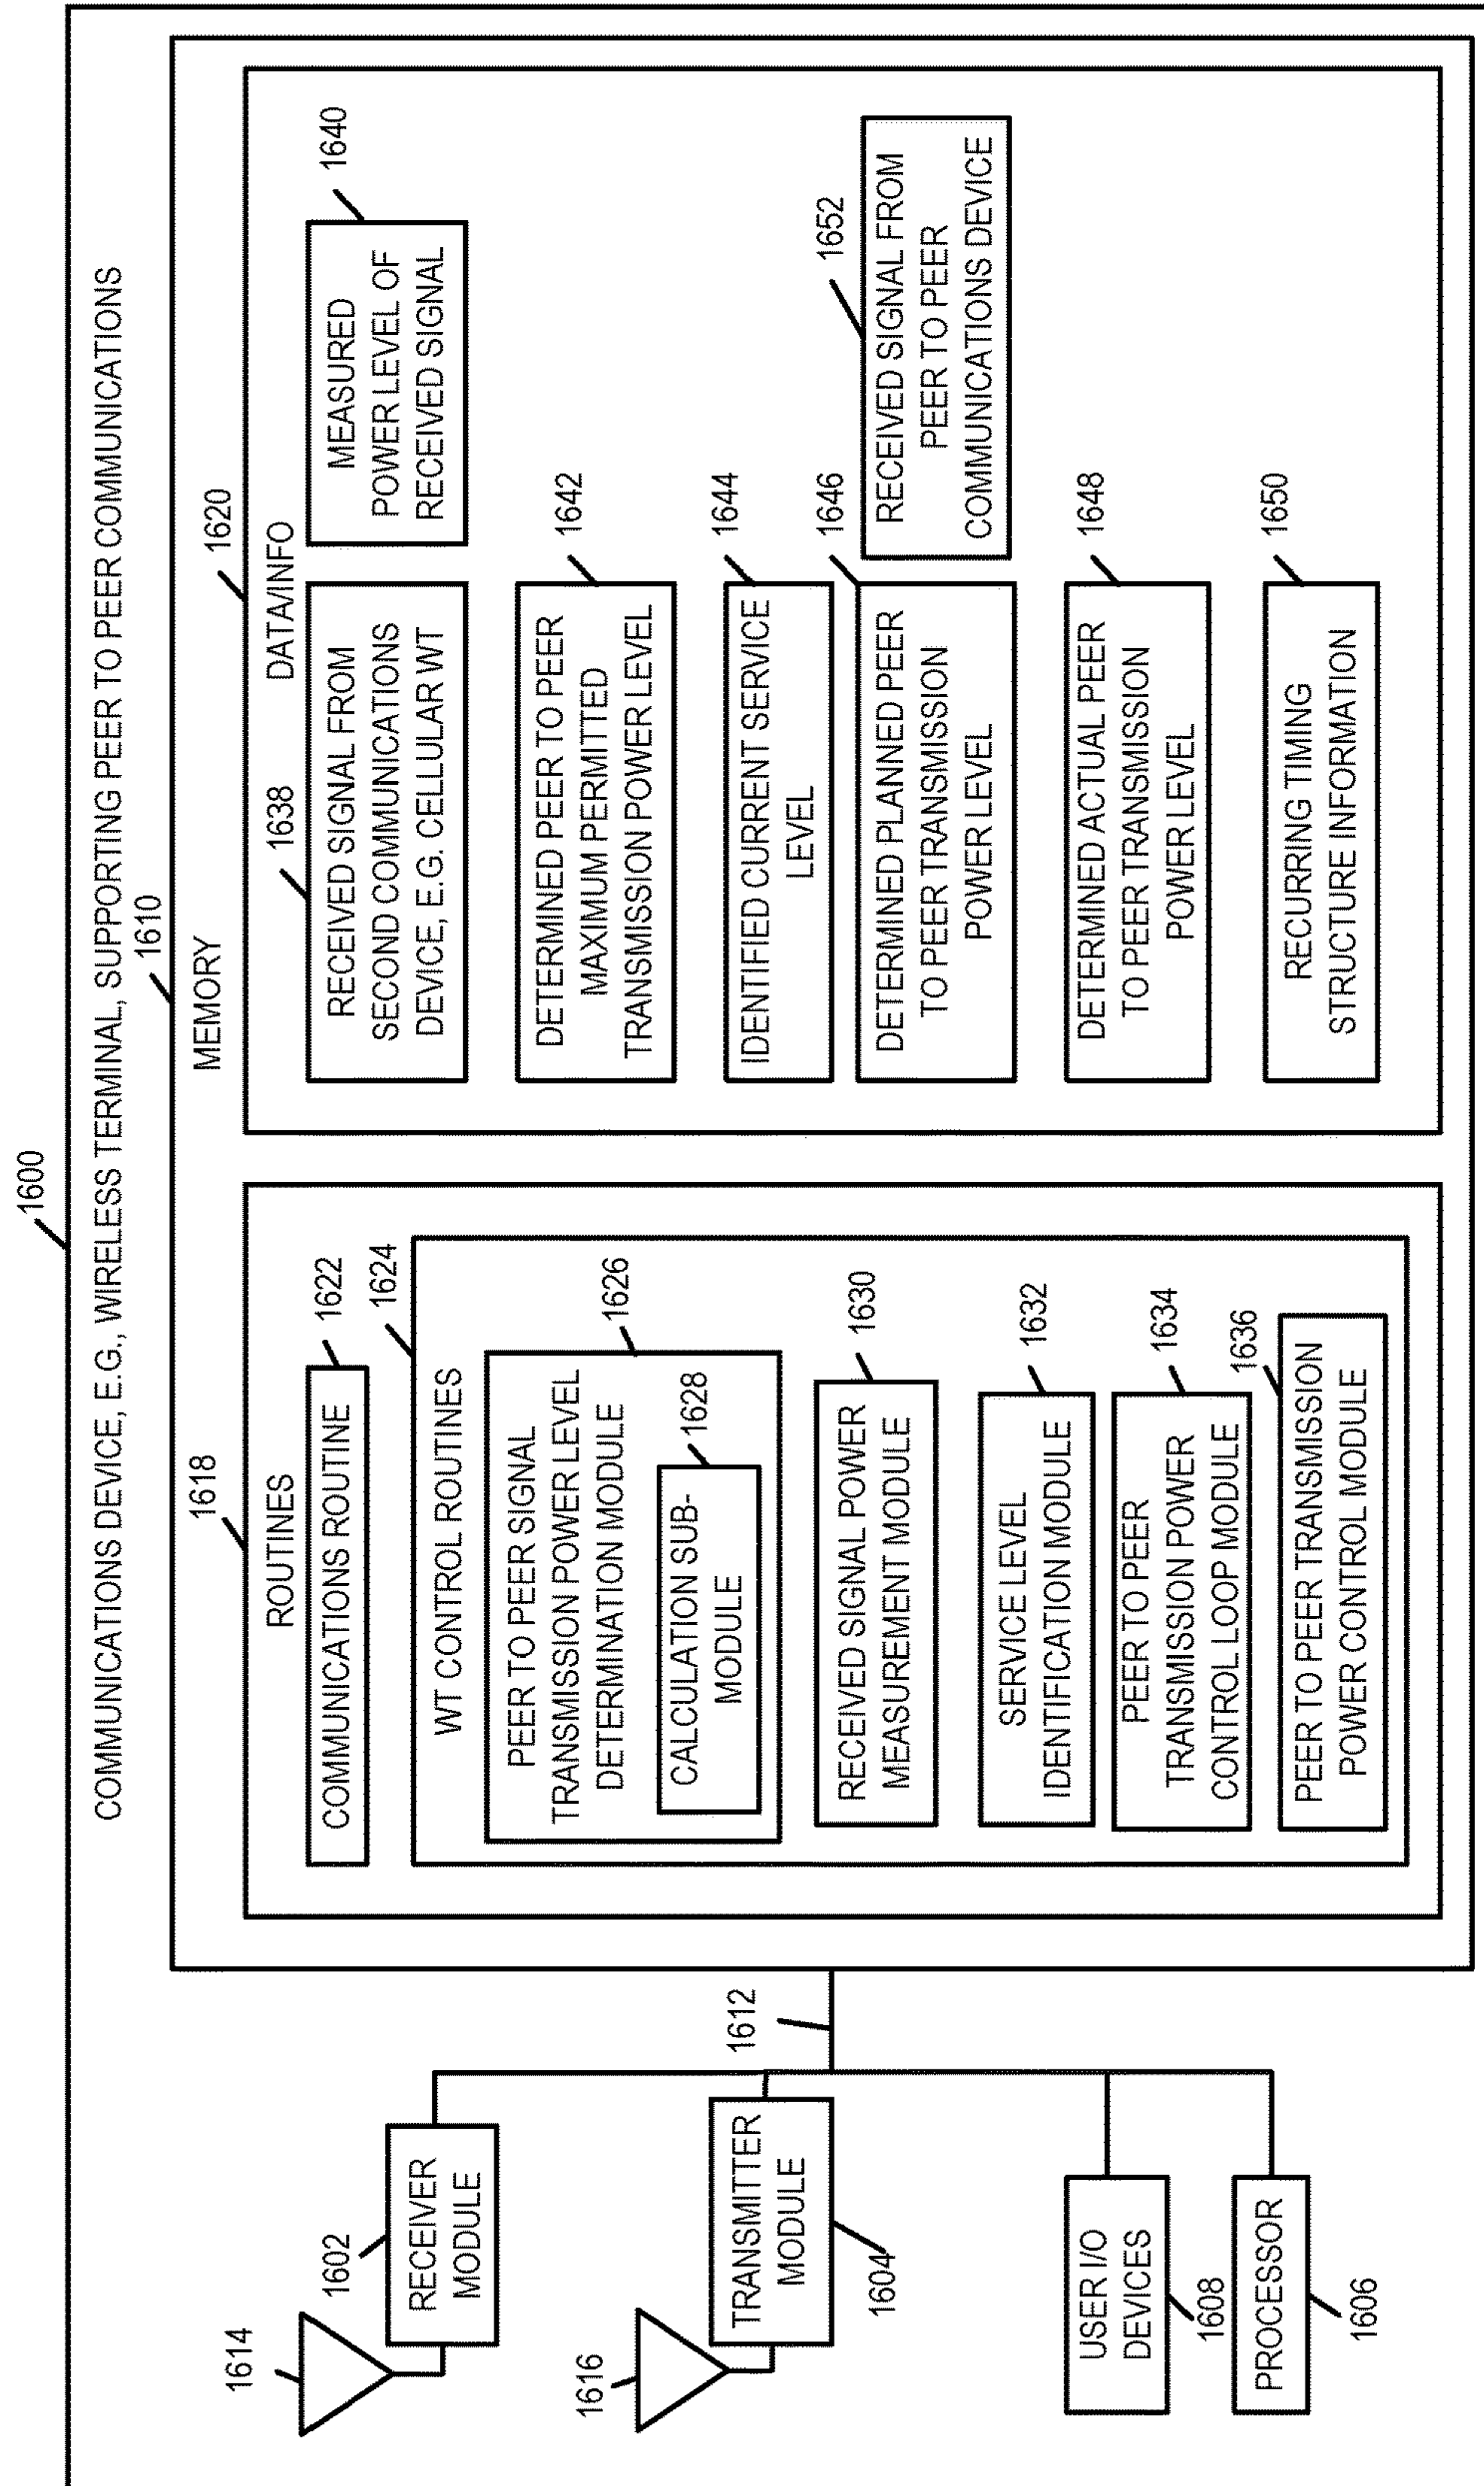 1600
COMMUNICATIONS DEVICE, E.G., WIRELESS TERMINAL, SUPPORTING PEER TO PEER COMMUNICATIONS
1614
1602
RECEIVER
MODULE
1616
TRANSMITTER
MODULE
1604
USER I/O
DEVICES
1608
PROCESSOR
1606
1612
1610
MEMORY
1618
ROUTINES
1622
COMMUNICATIONS ROUTINE
1624
WT CONTROL ROUTINES
1626
PEER TO PEER SIGNAL
TRANSMISSION POWER LEVEL
DETERMINATION MODULE
1628
CALCULATION SUB-
MODULE
1630
RECEIVED SIGNAL POWER
MEASUREMENT MODULE
1632
SERVICE LEVEL
IDENTIFICATION MODULE
1634
PEER TO PEER
TRANSMISSION POWER
CONTROL LOOP MODULE
1636
PEER TO PEER TRANSMISSION
POWER CONTROL MODULE
1620
DATA/INFO
1638
RECEIVED SIGNAL FROM
SECOND COMMUNICATIONS
DEVICE, E.G. CELLULAR WT
1640
MEASURED
POWER LEVEL OF
RECEIVED SIGNAL
1642
DETERMINED PEER TO PEER
MAXIMUM PERMITTED
TRANSMISSION POWER LEVEL
1644
IDENTIFIED CURRENT SERVICE
LEVEL
1646
DETERMINED PLANNED PEER
TO PEER TRANSMISSION
POWER LEVEL
1652
RECEIVED SIGNAL FROM
PEER TO PEER
COMMUNICATIONS DEVICE
1648
DETERMINED ACTUAL PEER
TO PEER TRANSMISSION
POWER LEVEL
1650
RECURRING TIMING
STRUCTURE INFORMATION